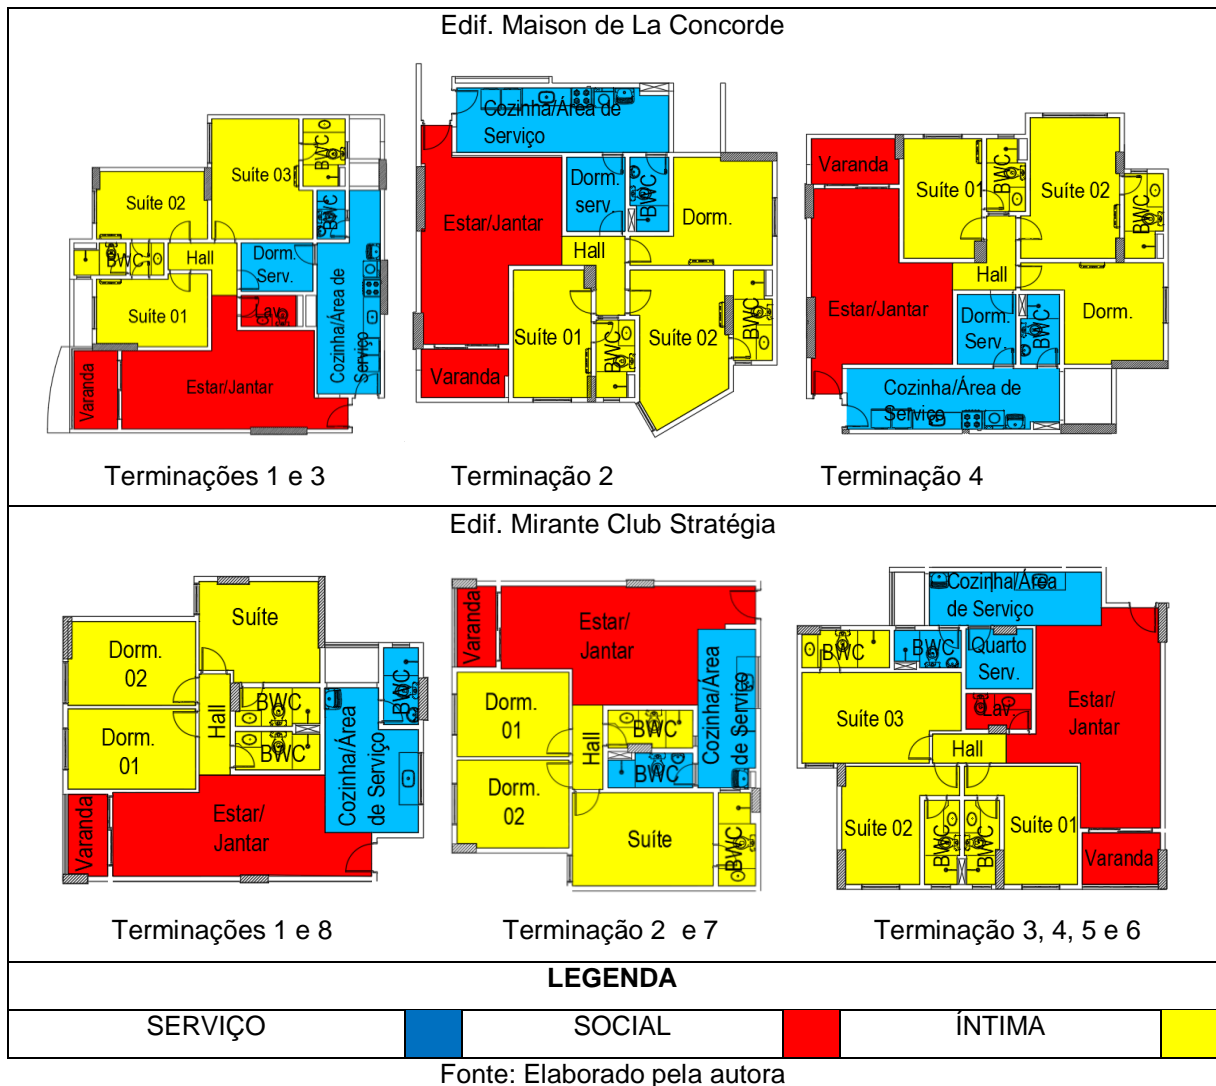 Edif. Maison de La Concorde
Suíte 03
BWC
Suíte 02
BWC
Hall
BWC
Dorm.
Serv.
Suíte 01
Lav.
Cozinha/Área de
Serviço
Varanda
Estar/Jantar
Terminações 1 e 3
Cozinha/Área de
Serviço
Dorm.
serv.
BWC
Dorm.
Estar/Jantar
Hall
Suíte 01
BWC
Suíte 02
BWC
Varanda
Terminação 2
Varanda
Suíte 01
BWC
Suíte 02
BWC
Hall
Estar/Jantar
Dorm.
Serv.
BWC
Dorm.
Cozinha/Área de
Serviço
Terminação 4
Edif. Mirante Club Stratégia
Suíte
Dorm.
02
BWC
BWC
Hall
Dorm.
01
BWC
Cozinha/Área
de Serviço
Varanda
Estar/
Jantar
Terminações 1 e 8
Varanda
Estar/
Jantar
Cozinha/Área
de Serviço
Dorm.
01
Hall
BWC
BWC
Dorm.
02
Suíte
BWC
Terminação 2 e 7
Cozinha/Área
de Serviço
BWC
BWC
Quarto
Serv.
Suíte 03
Lav.
Estar/
Jantar
Hall
Suíte 02
BWC
BWC
Suíte 01
Varanda
Terminação 3, 4, 5 e 6
LEGENDA
SERVIÇO
SOCIAL
ÍNTIMA
Fonte: Elaborado pela autora